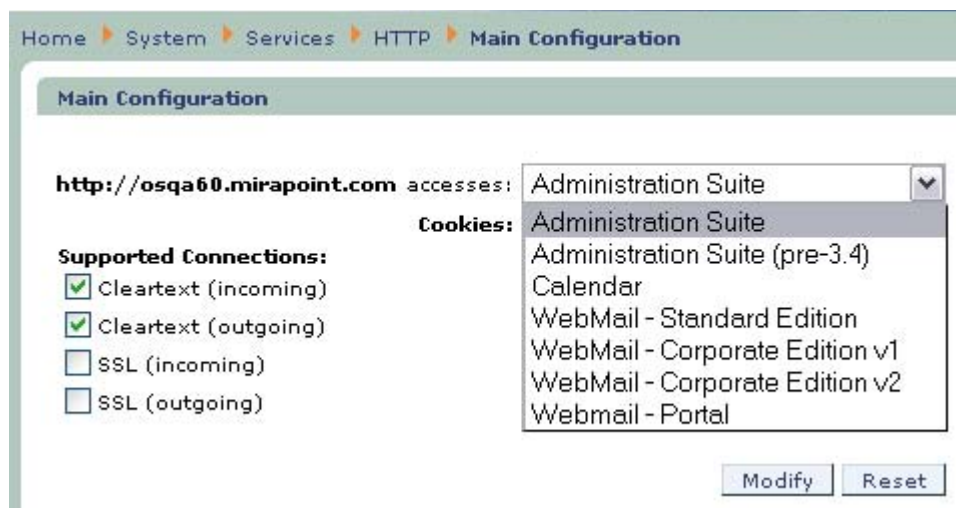 Home System Services HTTP Main Configuration
Main Configuration
http://osqa60.mirapoint.com accesses: Administration Suite
Cookies: Administration Suite
Administration Suite (pre-3.4)
Calendar
WebMail - Standard Edition
WebMail - Corporate Edition v1
WebMail - Corporate Edition v2
Webmail - Portal
Supported Connections:
Cleartext (incoming)
Cleartext (outgoing)
SSL (incoming)
SSL (outgoing)
Modify Reset